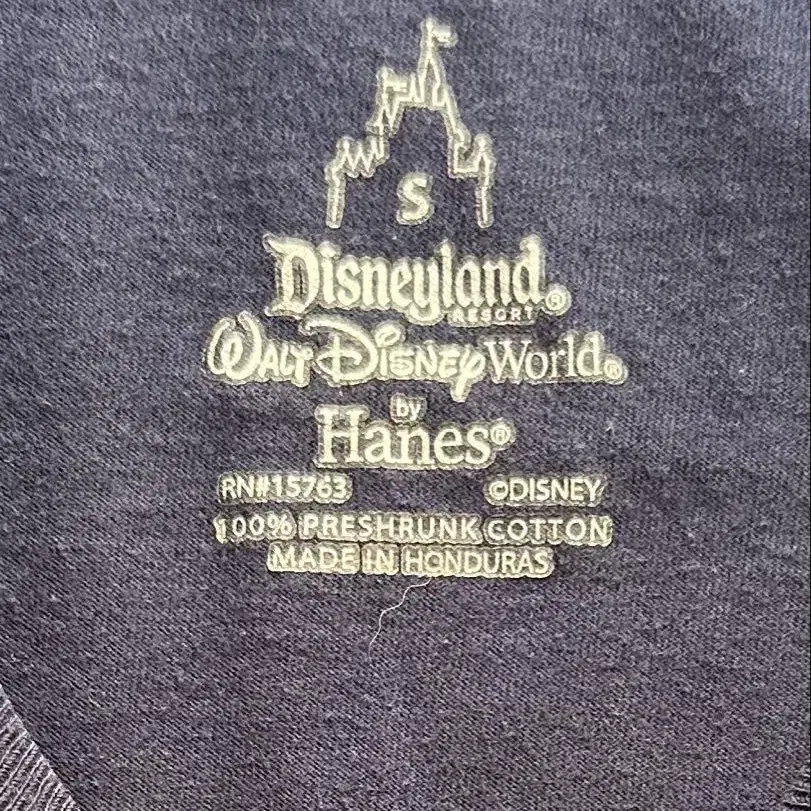 S
Disneyland®
RESORT
WALT DISNEY World®
by
Hanes®
RN#15763 ©DISNEY
100% PRESHRUNK COTTON
MADE IN HONDURAS